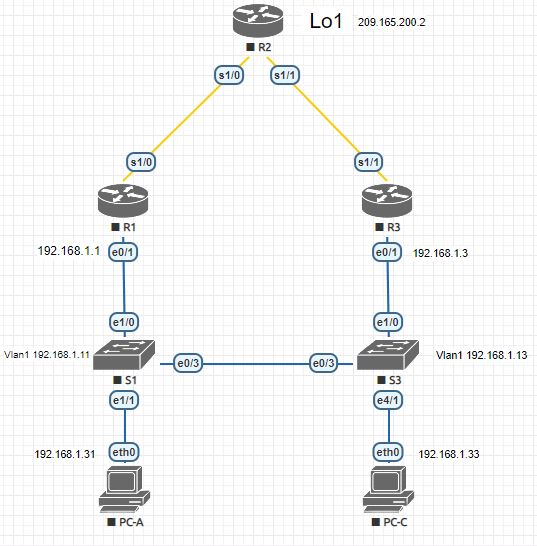 Lo1 209.165.200.2
R2
s1/0 s1/1
s1/0 s1/1
R1 R3
192.168.1.1 e0/1 e0/1 192.168.1.3
e1/0 e1/0
Vlan1 192.168.1.11 Vlan1 192.168.1.13
e0/3 e0/3
S1 S3
e1/1 e4/1
192.168.1.31 eth0 eth0 192.168.1.33
PC-A PC-C